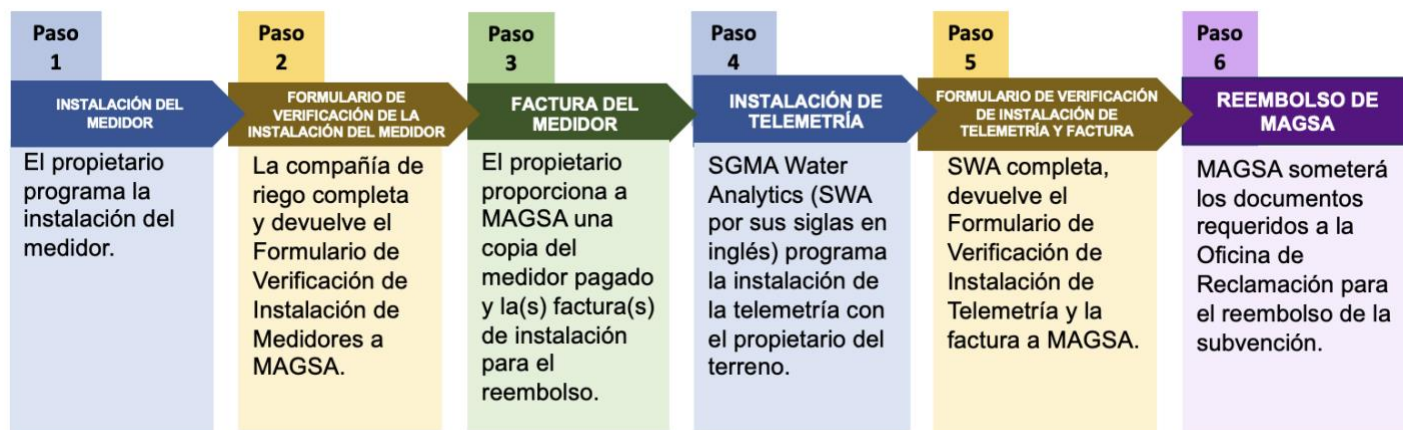 Paso
1
INSTALACIÓN DEL
MEDIDOR
El propietario
programa la
instalación del
medidor.
Paso
2
FORMULARIO DE
VERIFICACIÓN DE LA
INSTALACIÓN DEL MEDIDOR
La compañía de
riego completa
y devuelve el
Formulario de
Verificación de
Instalación de
Medidores a
MAGSA.
Paso
3
FACTURA DEL
MEDIDOR
El propietario
proporciona a
MAGSA una
copia del
medidor pagado
y la(s) factura(s)
de instalación
para el
reembolso.
Paso
4
INSTALACIÓN DE
TELEMETRÍA
SGMA Water
Analytics (SWA
por sus siglas en
inglés) programa
la instalación de
la telemetría con
el propietario del
terreno.
Paso
5
FORMULARIO DE VERIFICACIÓN
DE INSTALACIÓN DE
TELEMETRÍA Y FACTURA
SWA completa,
devuelve el
Formulario de
Verificación de
Instalación de
Telemetría y la
factura a MAGSA.
Paso
6
REEMBOLSO DE
MAGSA
MAGSA someterá
los documentos
requeridos a la
Oficina de
Reclamación para
el reembolso de la
subvención.